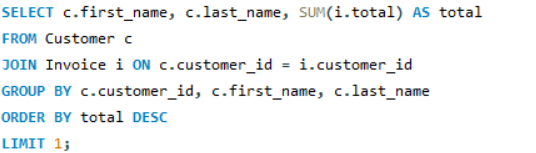 SELECT c.first_name, c.last_name, SUM(i.total) AS total
FROM Customer c
JOIN Invoice i ON c.customer_id = i.customer_id
GROUP BY c.customer_id, c.first_name, c.last_name
ORDER BY total DESC
LIMIT 1;